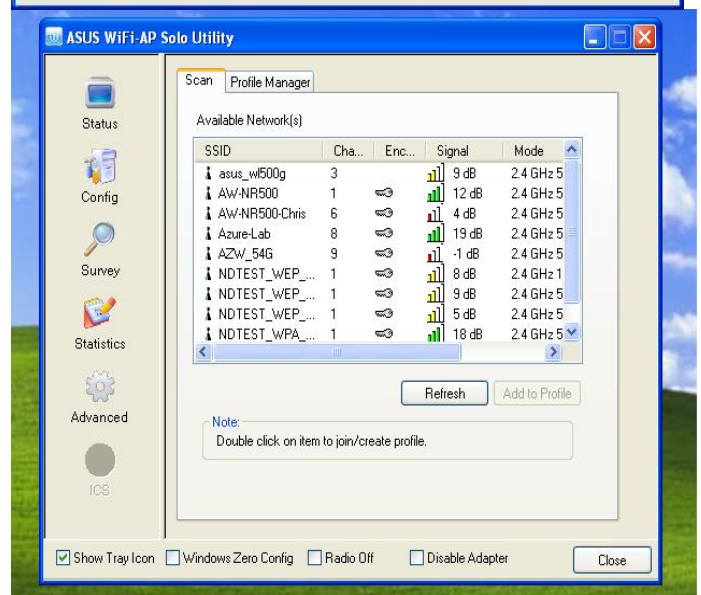 ASUS WiFi-AP Solo Utility
Status
Config
Survey
Statistics
Advanced
ICS
Scan Profile Manager
Available Network(s)
SSID Cha... Enc... Signal Mode
asus_wl500g 3 9 dB 2.4 GHz 5
AW-NR500 1 12 dB 2.4 GHz 5
AW-NR500-Chris 6 4 dB 2.4 GHz 5
Azure-Lab 8 19 dB 2.4 GHz 5
AZW_54G 9 -1 dB 2.4 GHz 5
NDTEST_WEP_... 1 8 dB 2.4 GHz 1
NDTEST_WEP_... 1 9 dB 2.4 GHz 5
NDTEST_WEP_... 1 5 dB 2.4 GHz 5
NDTEST_WPA_... 1 18 dB 2.4 GHz 5
Refresh Add to Profile
Note:
Double click on item to join/create profile.
Show Tray Icon Windows Zero Config Radio Off Disable Adapter Close